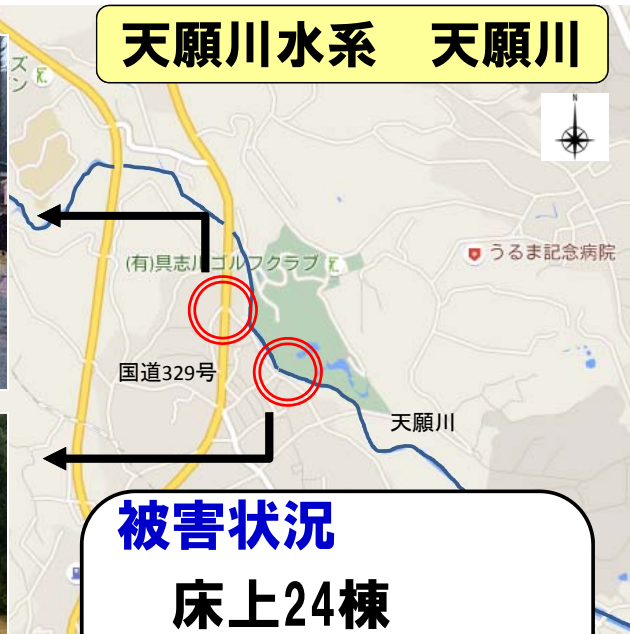 天願川水系　天願川
ズン
N
(有)具志川ゴルフクラブ
うるま記念病院
国道329号
天願川
被害状況
床上24棟